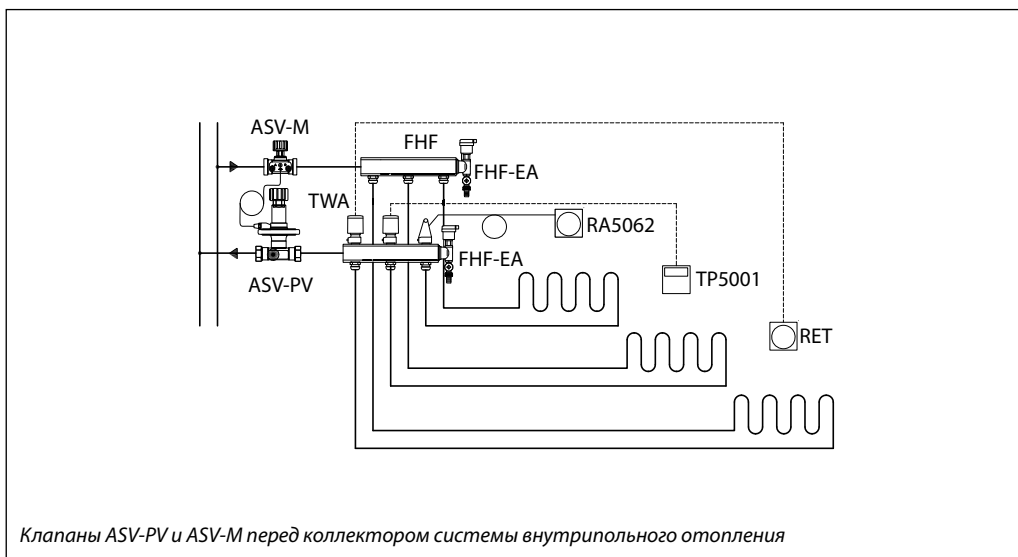 ASV-M
FHF
FHF-EA
TWA
RA5062
FHF-EA
ASV-PV
TP5001
RET
Клапаны ASV-PV и ASV-M перед коллектором системы внутрипольного отопления